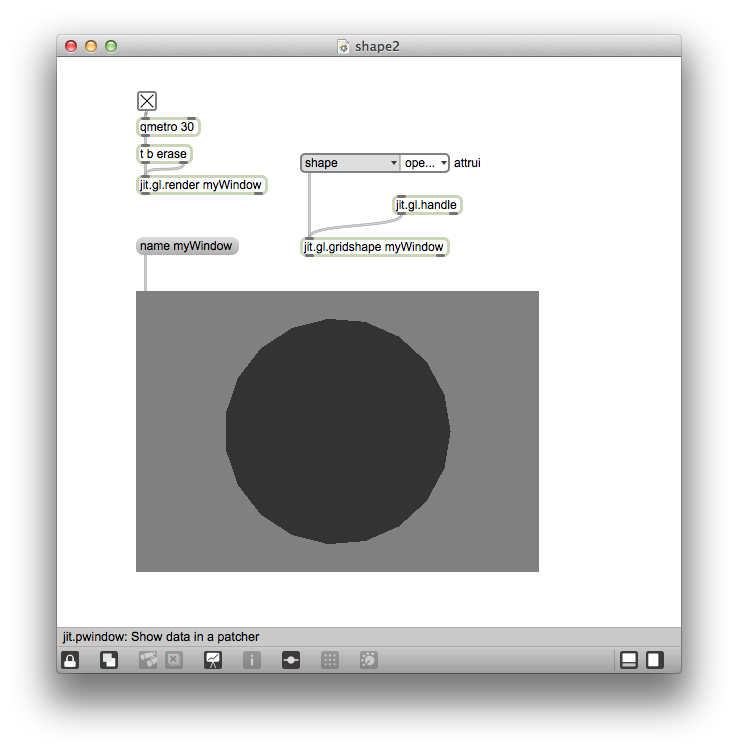 shape2
qmetro 30
t b erase
jit.gl.render myWindow
shape ope... attrui
jit.gl.handle
name myWindow
jit.gl.gridshape myWindow
jit.pwindow: Show data in a patcher